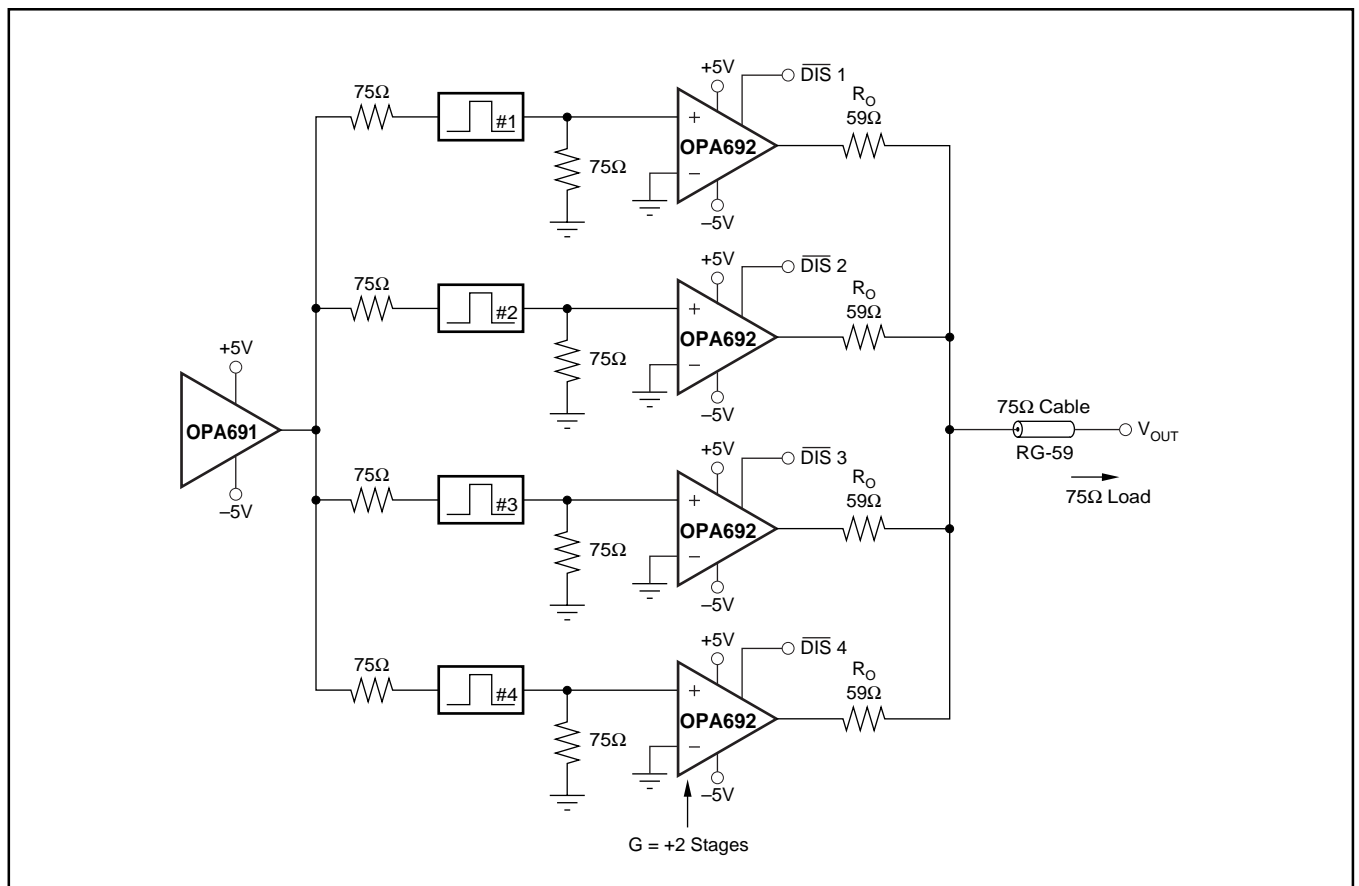 +5V
DIS 1
75Ω
#1
+
OPA692
–
75Ω
–5V
R_O
59Ω
+5V
DIS 2
75Ω
#2
+
OPA692
–
75Ω
–5V
R_O
59Ω
+5V
OPA691
–5V
75Ω Cable
RG-59
V_OUT
75Ω Load
+5V
DIS 3
75Ω
#3
+
OPA692
–
75Ω
–5V
R_O
59Ω
+5V
DIS 4
75Ω
#4
+
OPA692
–
75Ω
–5V
R_O
59Ω
G = +2 Stages